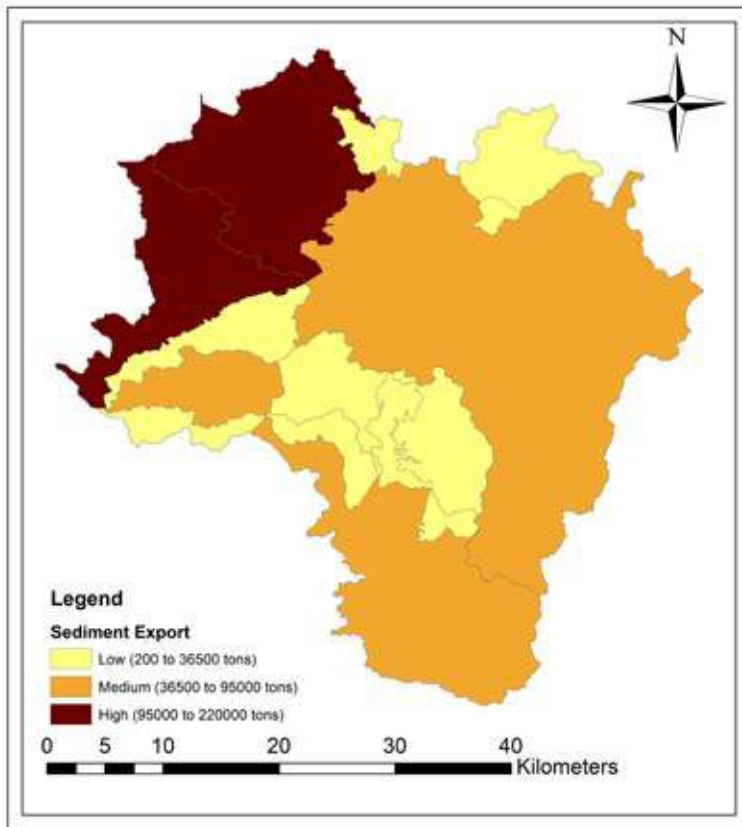 N
Legend
Sediment Export
Low (200 to 36500 tons)
Medium (36500 to 95000 tons)
High (95000 to 220000 tons)
0 5 10 20 30 40
Kilometers